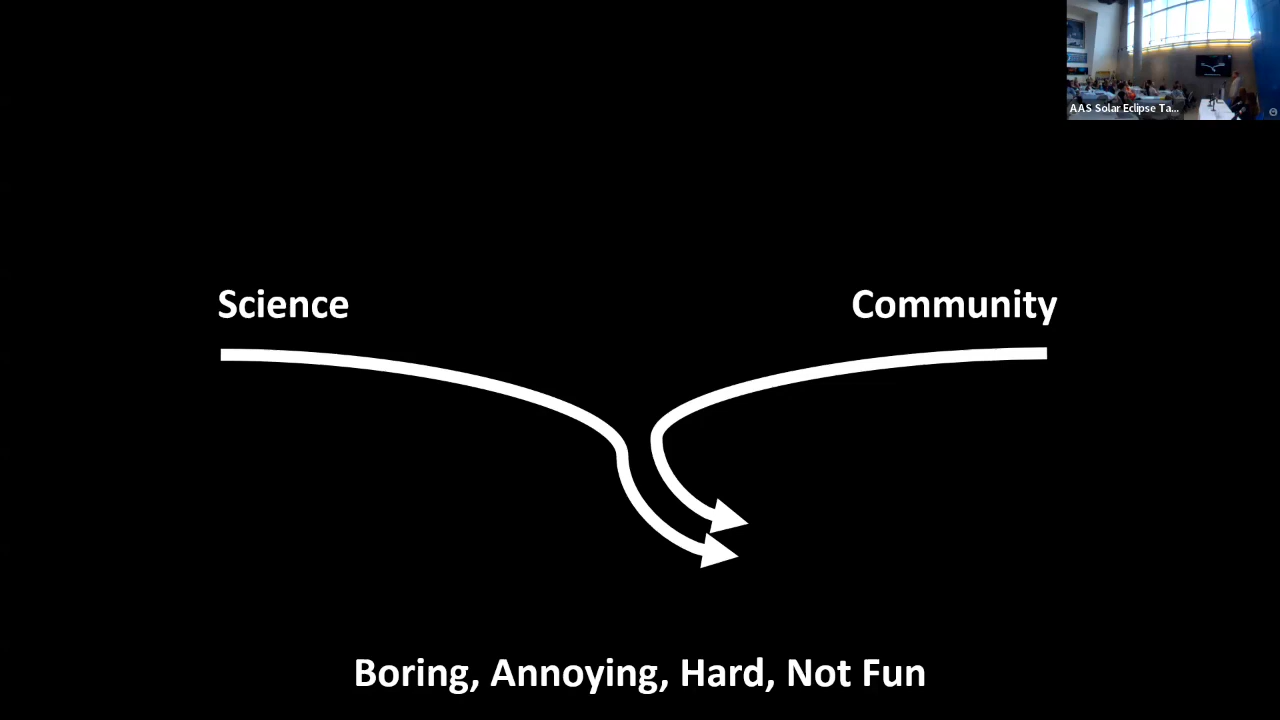 AAS Solar Eclipse Ta...
Science
Community
Boring, Annoying, Hard, Not Fun